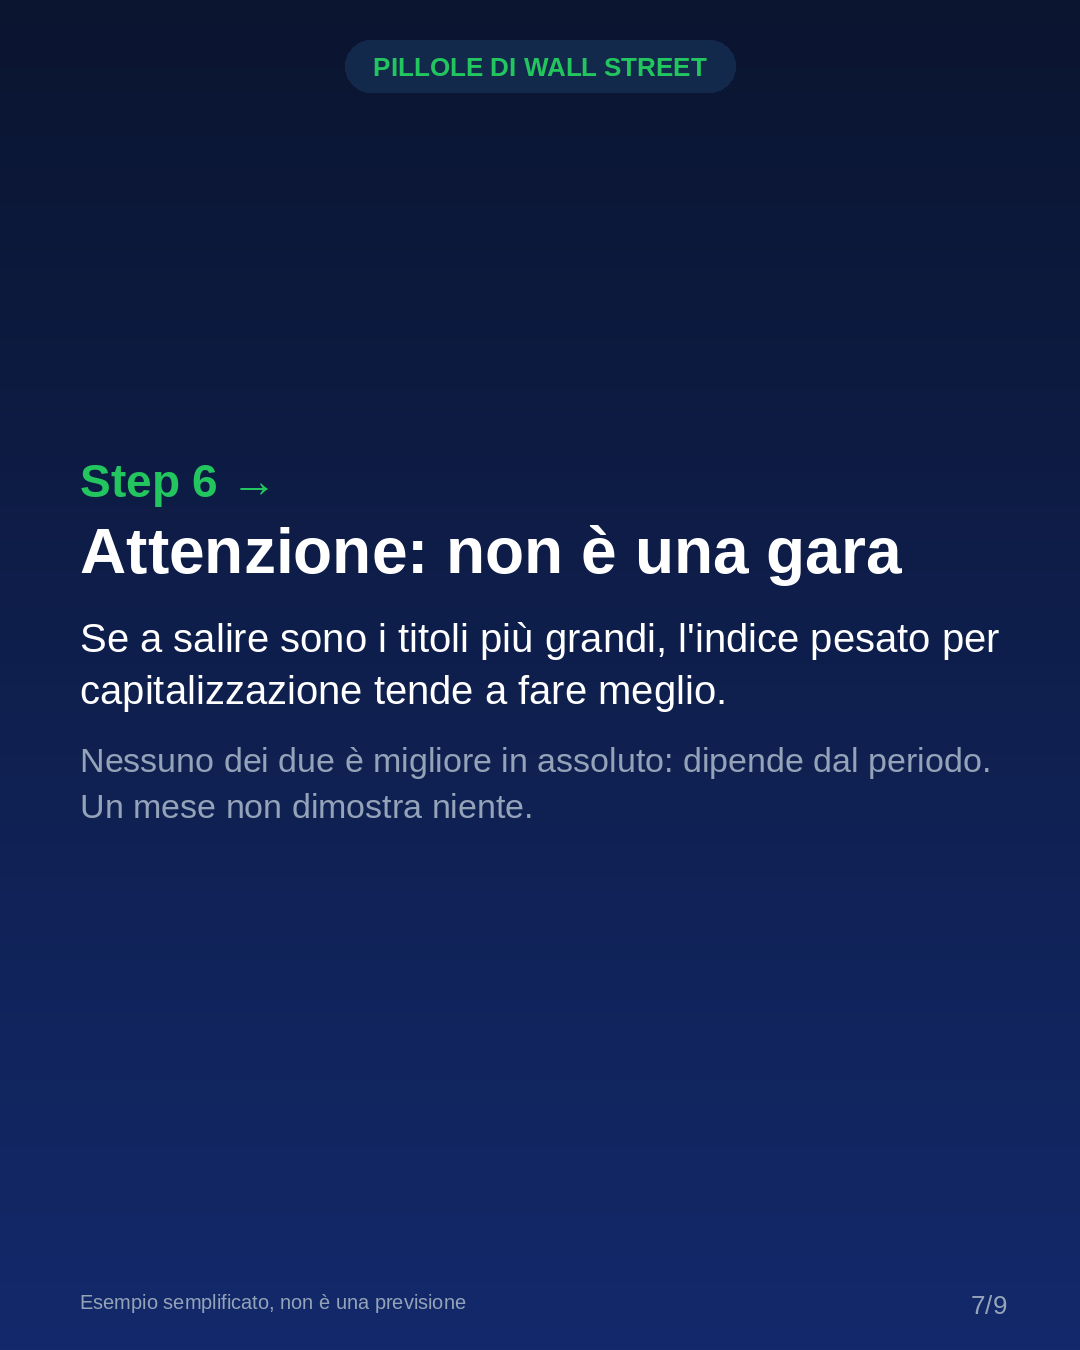 PILLOLE DI WALL STREET
Step 6 →
Attenzione: non è una gara
Se a salire sono i titoli più grandi, l'indice pesato per
capitalizzazione tende a fare meglio.
Nessuno dei due è migliore in assoluto: dipende dal periodo.
Un mese non dimostra niente.
Esempio semplificato, non è una previsione
7/9